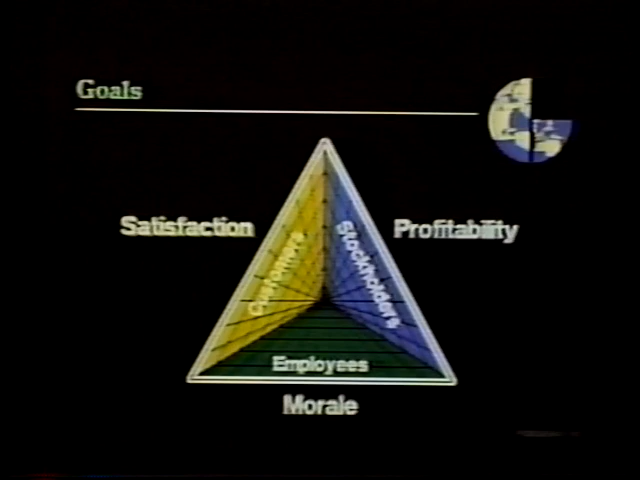 Goals
Satisfaction
Profitability
Customers
Stockholders
Employees
Morale